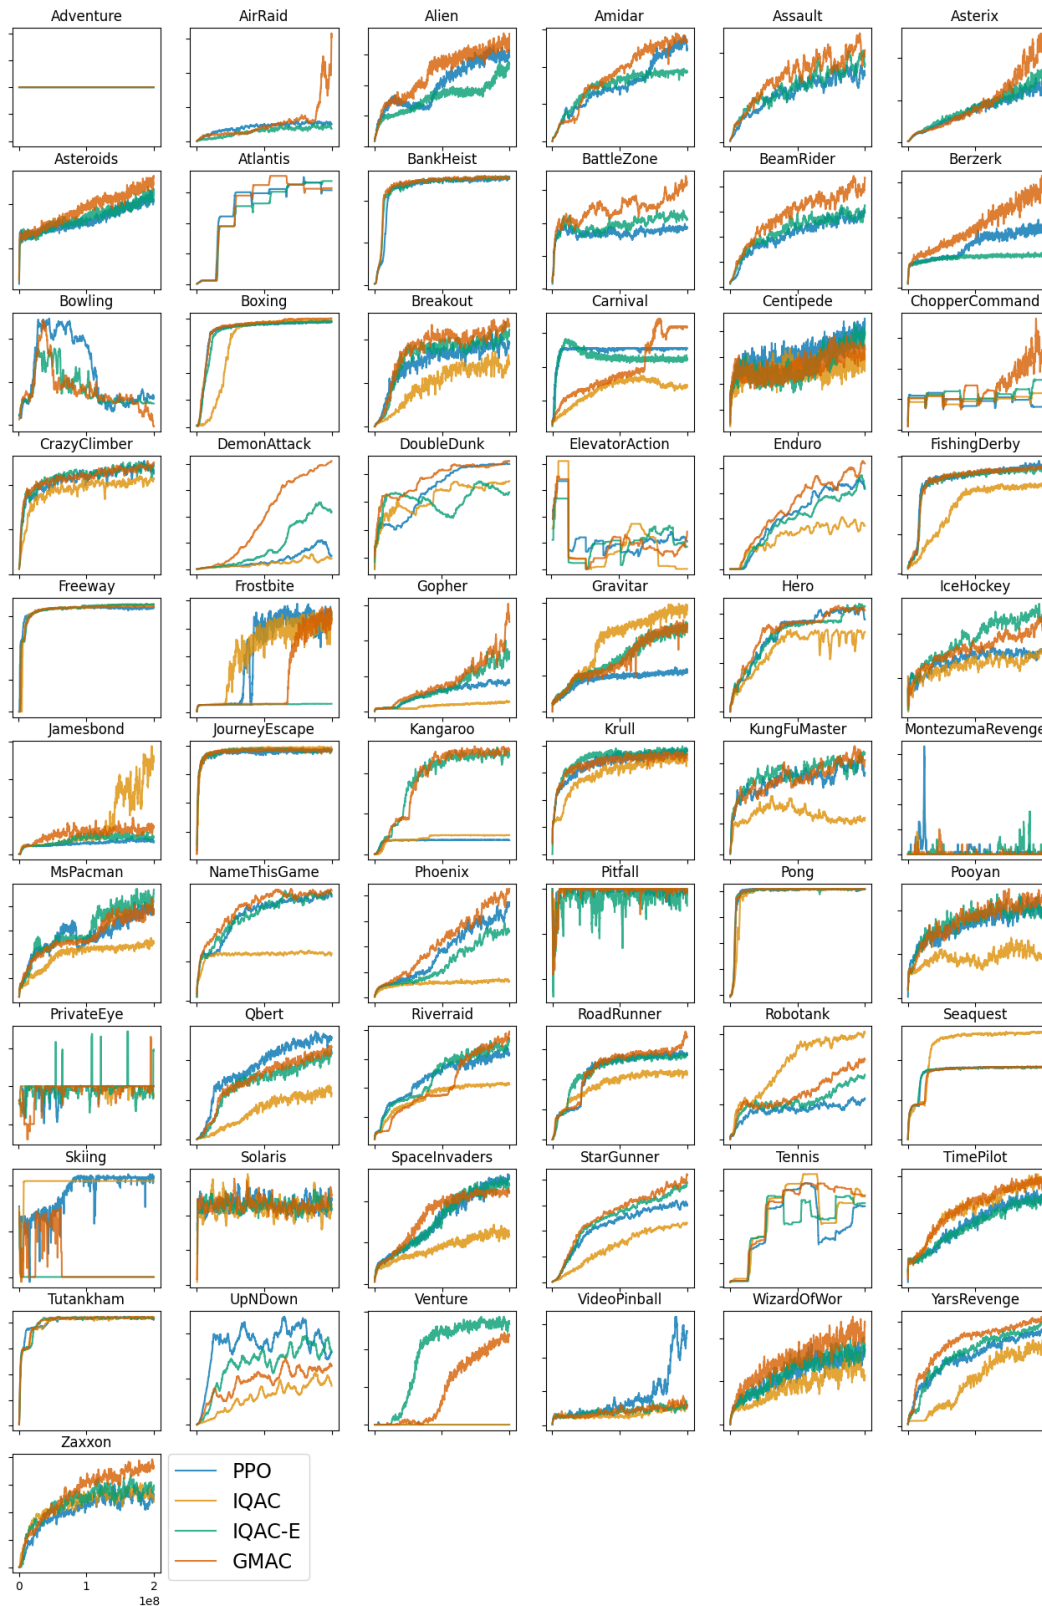 Adventure AirRaid Alien Amidar Assault Asterix
Asteroids Atlantis BankHeist BattleZone BeamRider Berzerk
Bowling Boxing Breakout Carnival Centipede ChopperCommand
CrazyClimber DemonAttack DoubleDunk ElevatorAction Enduro FishingDerby
Freeway Frostbite Gopher Gravitar Hero IceHockey
Jamesbond JourneyEscape Kangaroo Krull KungFuMaster MontezumaRevenge
MsPacman NameThisGame Phoenix Pitfall Pong Pooyan
PrivateEye Qbert Riverraid RoadRunner Robotank Seaquest
Skiing Solaris SpaceInvaders StarGunner Tennis TimePilot
Tutankham UpNDown Venture VideoPinball WizardOfWor YarsRevenge
Zaxxon
PPO
IQAC
IQAC-E
GMAC
0 1 2
1e8